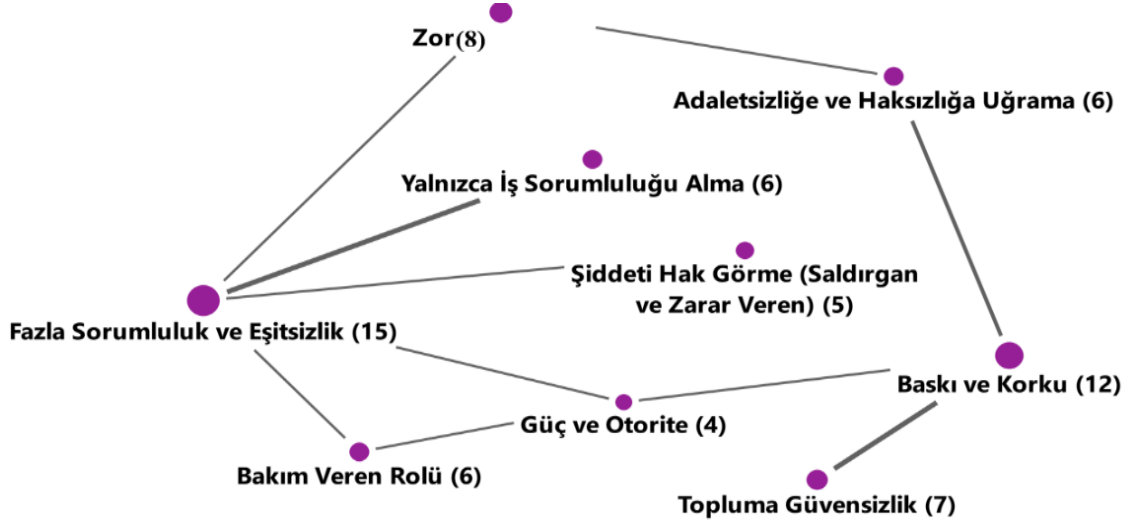 Zor(8)
Adaletsizliğe ve Haksızlığa Uğrama (6)
Yalnızca İş Sorumluluğu Alma (6)
Şiddeti Hak Görme (Saldırgan
ve Zarar Veren) (5)
Fazla Sorumluluk ve Eşitsizlik (15)
Baskı ve Korku (12)
Güç ve Otorite (4)
Bakım Veren Rolü (6)
Topluma Güvensizlik (7)